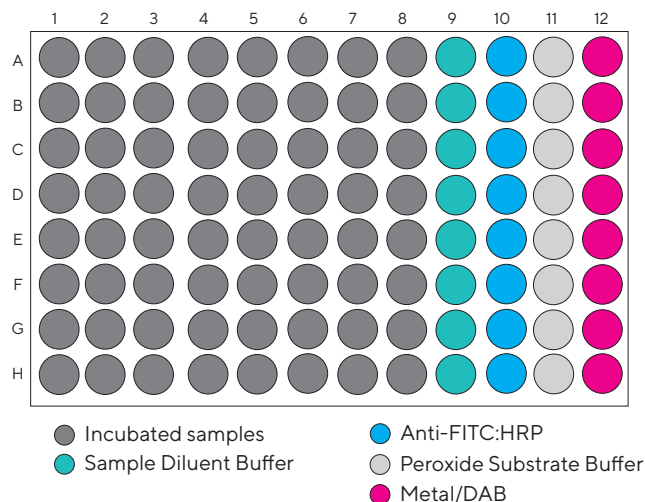 1 2 3 4 5 6 7 8 9 10 11 12
A
B
C
D
E
F
G
H
Incubated samples
Sample Diluent Buffer
Anti-FITC:HRP
Peroxide Substrate Buffer
Metal/DAB